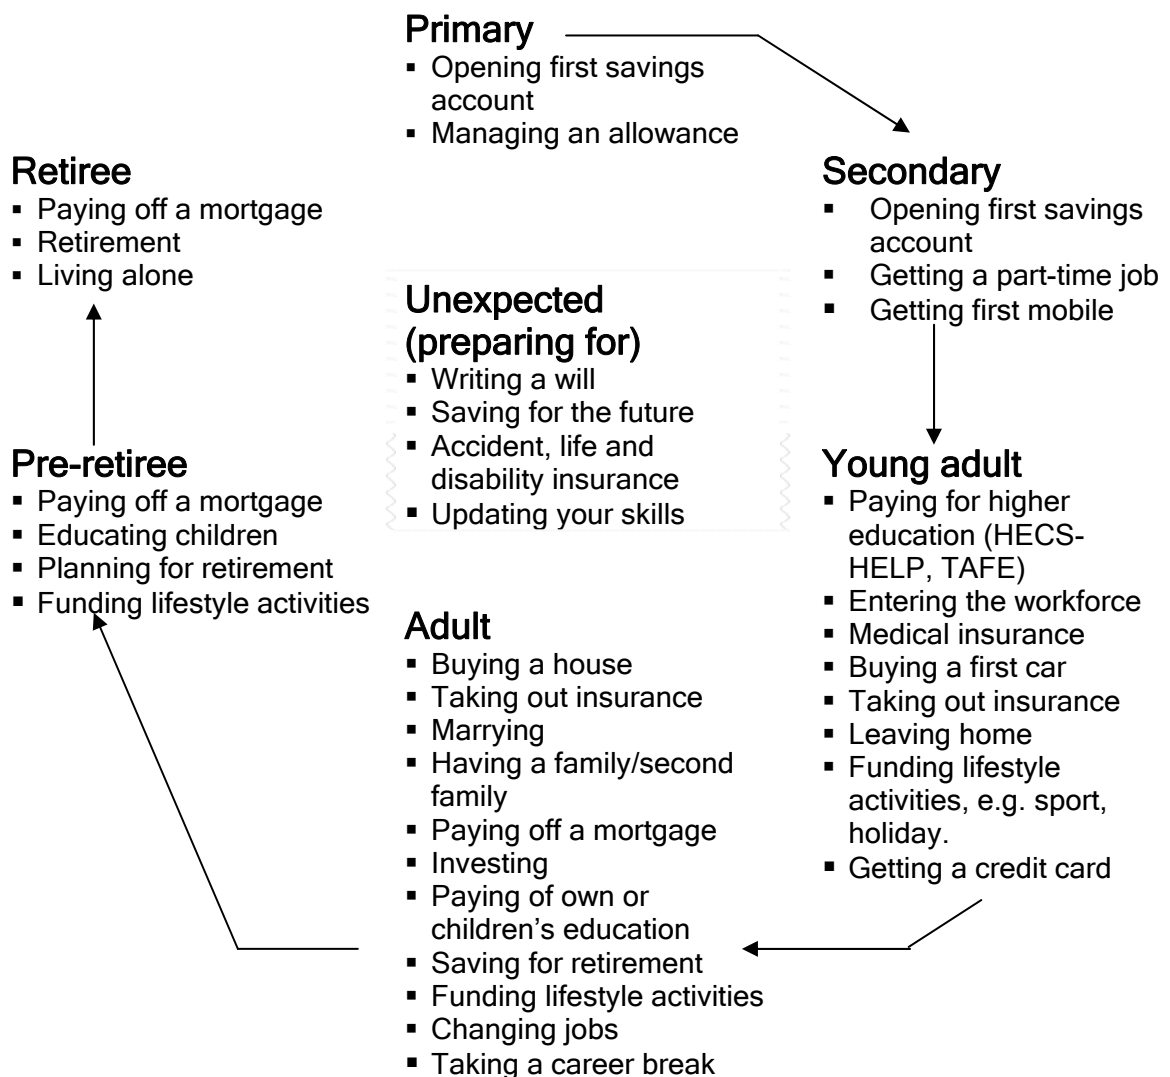 Primary
▪ Opening first savings
account
▪ Managing an allowance
Secondary
▪ Opening first savings
account
▪ Getting a part-time job
▪ Getting first mobile
Young adult
▪ Paying for higher
education (HECS-
HELP, TAFE)
▪ Entering the workforce
▪ Medical insurance
▪ Buying a first car
▪ Taking out insurance
▪ Leaving home
▪ Funding lifestyle
activities, e.g. sport,
holiday.
▪ Getting a credit card
Adult
▪ Buying a house
▪ Taking out insurance
▪ Marrying
▪ Having a family/second
family
▪ Paying off a mortgage
▪ Investing
▪ Paying of own or
children’s education
▪ Saving for retirement
▪ Funding lifestyle activities
▪ Changing jobs
▪ Taking a career break
Pre-retiree
▪ Paying off a mortgage
▪ Educating children
▪ Planning for retirement
▪ Funding lifestyle activities
Retiree
▪ Paying off a mortgage
▪ Retirement
▪ Living alone
Unexpected
(preparing for)
▪ Writing a will
▪ Saving for the future
▪ Accident, life and
disability insurance
▪ Updating your skills